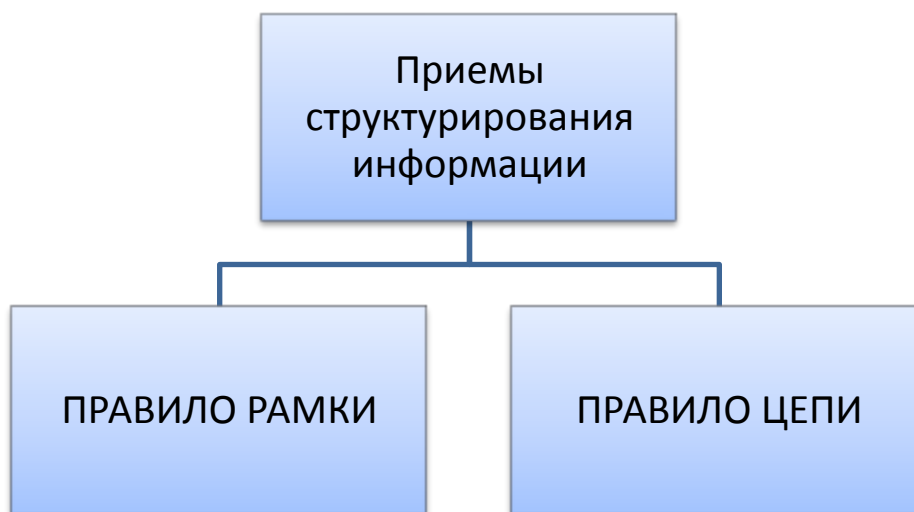 Приемы
структурирования
информации
ПРАВИЛО РАМКИ
ПРАВИЛО ЦЕПИ